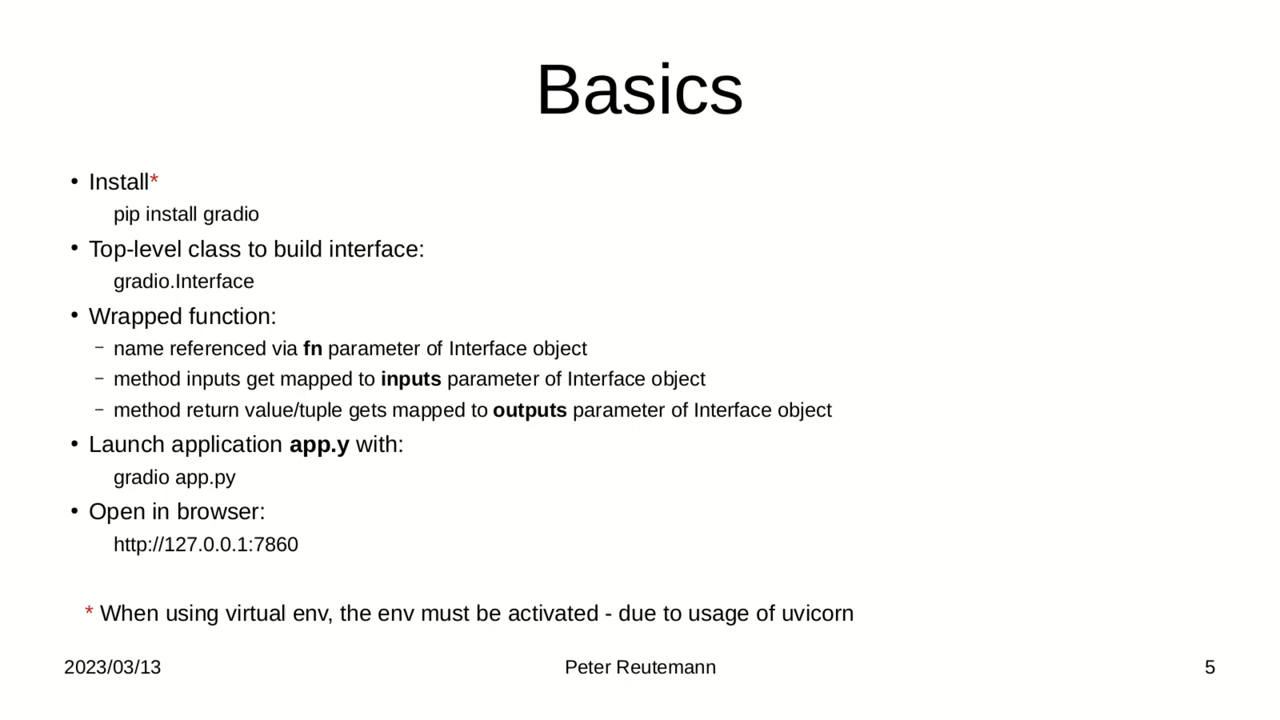 Basics
• Install*
pip install gradio
• Top-level class to build interface:
gradio.Interface
• Wrapped function:
– name referenced via fn parameter of Interface object
– method inputs get mapped to inputs parameter of Interface object
– method return value/tuple gets mapped to outputs parameter of Interface object
• Launch application app.y with:
gradio app.py
• Open in browser:
http://127.0.0.1:7860
* When using virtual env, the env must be activated - due to usage of uvicorn
2023/03/13 Peter Reutemann 5